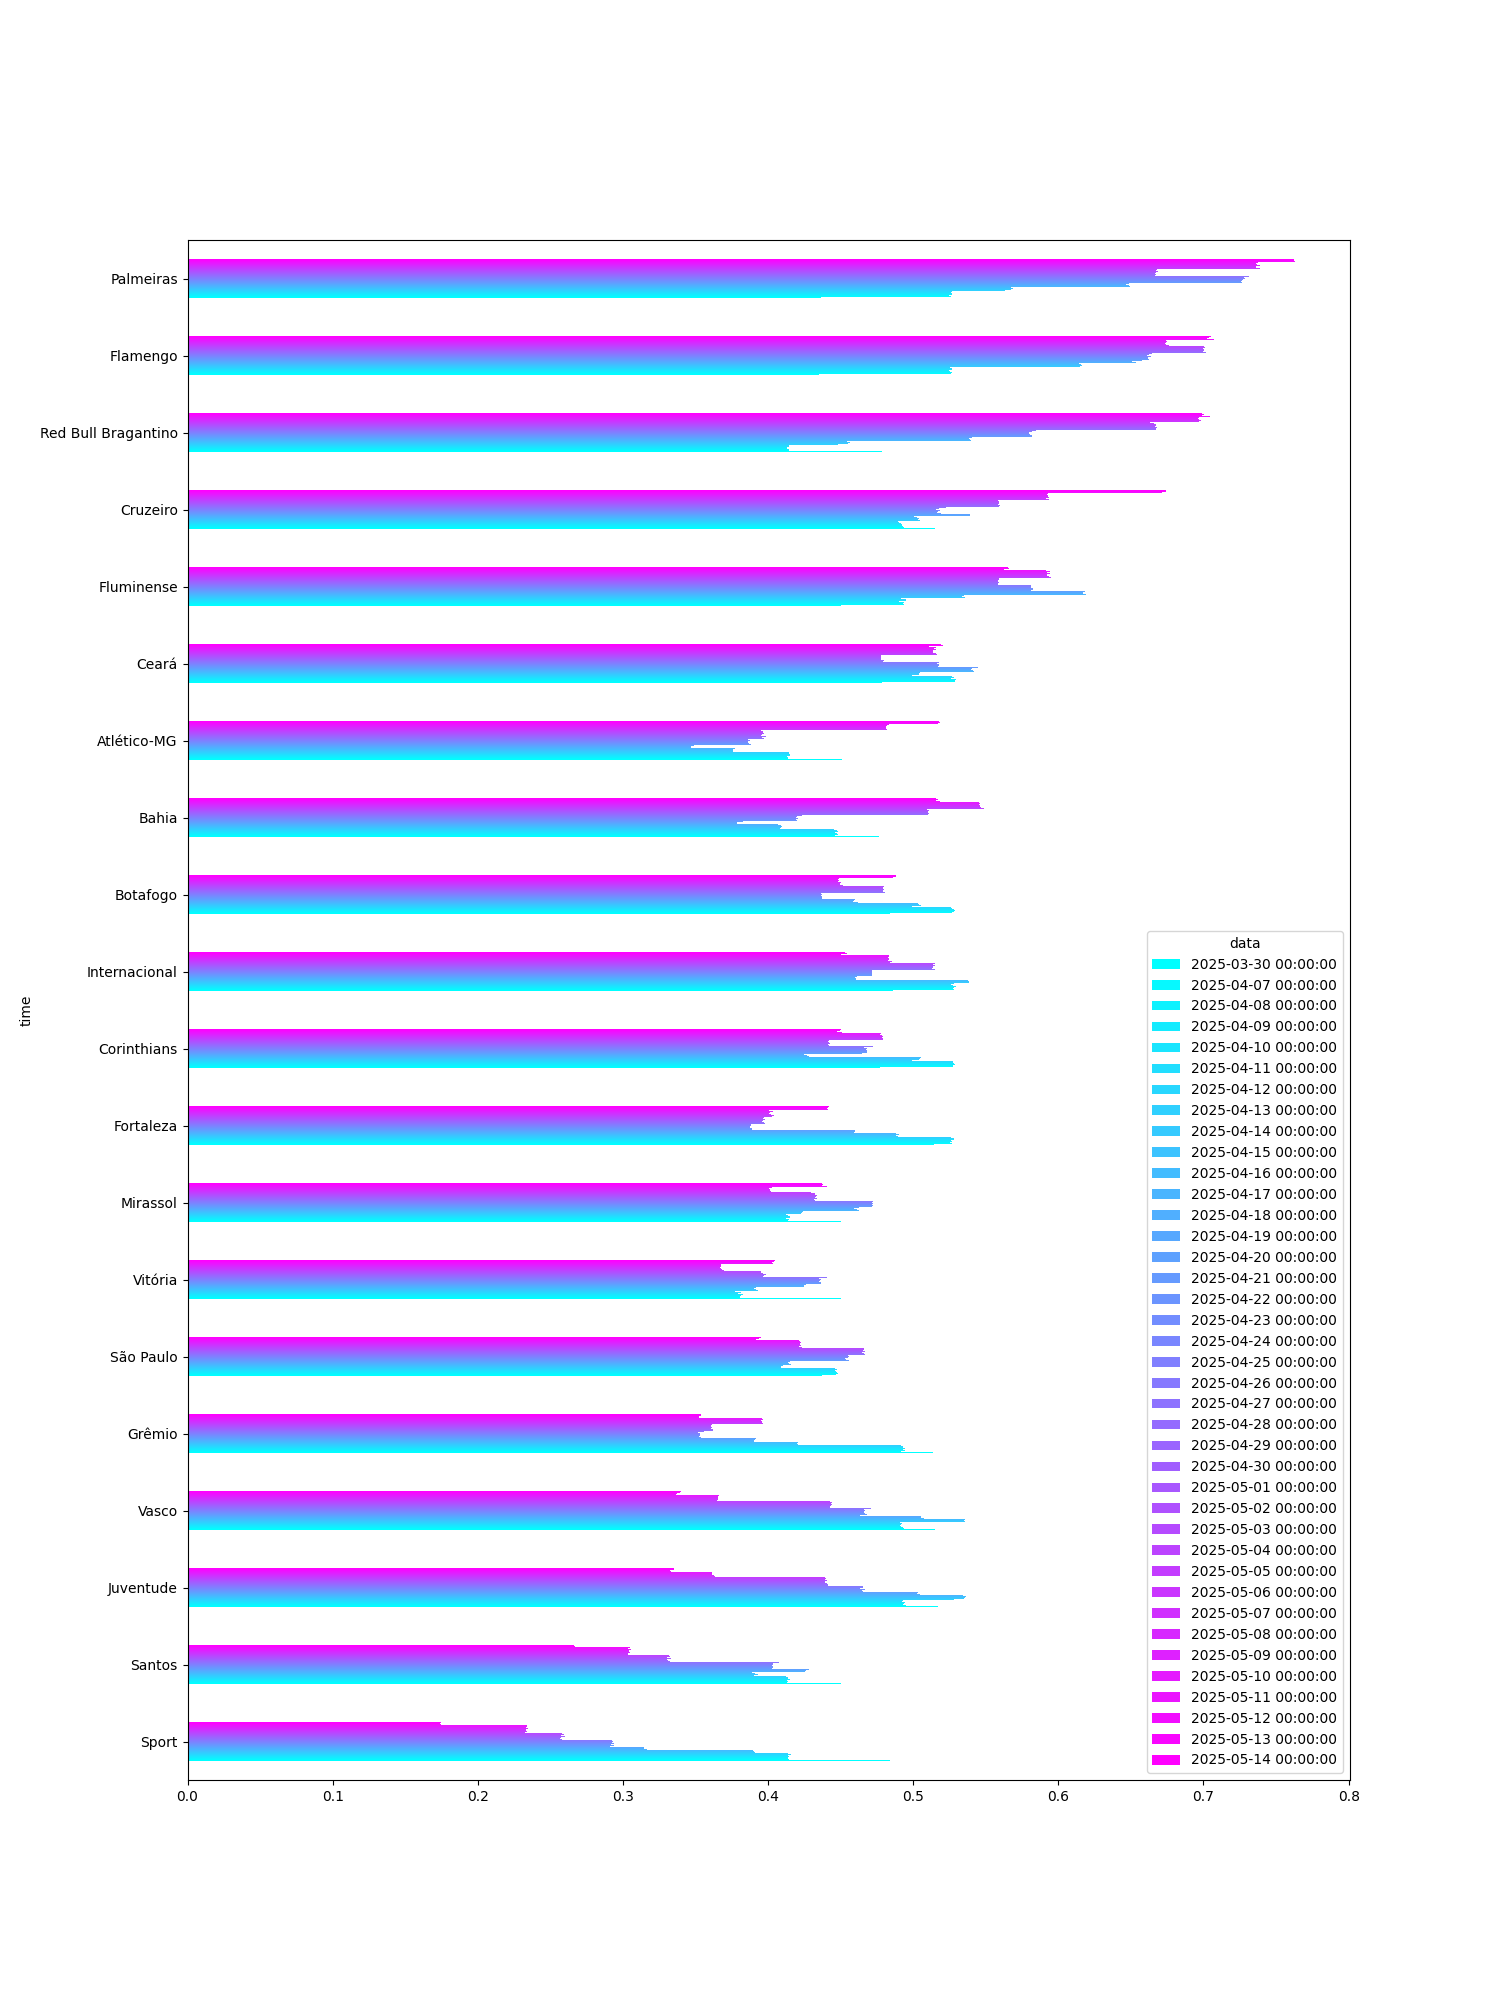 Palmeiras
Flamengo
Red Bull Bragantino
Cruzeiro
Fluminense
Ceará
Atlético-MG
Bahia
Botafogo
Internacional
Corinthians
Fortaleza
Mirassol
Vitória
São Paulo
Grêmio
Vasco
Juventude
Santos
Sport
time
0.0 0.1 0.2 0.3 0.4 0.5 0.6 0.7 0.8
data
2025-03-30 00:00:00
2025-04-07 00:00:00
2025-04-08 00:00:00
2025-04-09 00:00:00
2025-04-10 00:00:00
2025-04-11 00:00:00
2025-04-12 00:00:00
2025-04-13 00:00:00
2025-04-14 00:00:00
2025-04-15 00:00:00
2025-04-16 00:00:00
2025-04-17 00:00:00
2025-04-18 00:00:00
2025-04-19 00:00:00
2025-04-20 00:00:00
2025-04-21 00:00:00
2025-04-22 00:00:00
2025-04-23 00:00:00
2025-04-24 00:00:00
2025-04-25 00:00:00
2025-04-26 00:00:00
2025-04-27 00:00:00
2025-04-28 00:00:00
2025-04-29 00:00:00
2025-04-30 00:00:00
2025-05-01 00:00:00
2025-05-02 00:00:00
2025-05-03 00:00:00
2025-05-04 00:00:00
2025-05-05 00:00:00
2025-05-06 00:00:00
2025-05-07 00:00:00
2025-05-08 00:00:00
2025-05-09 00:00:00
2025-05-10 00:00:00
2025-05-11 00:00:00
2025-05-12 00:00:00
2025-05-13 00:00:00
2025-05-14 00:00:00